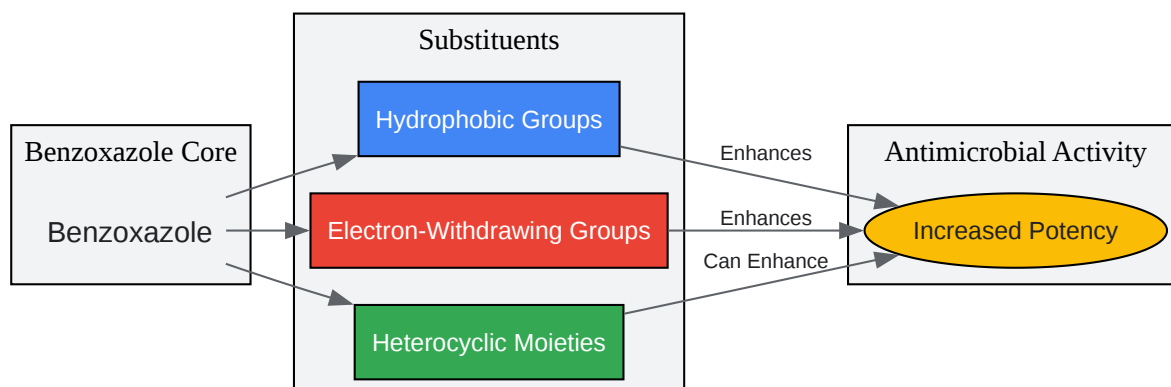 Substituents
Hydrophobic Groups
Benzoxazole Core
Enhances
Antimicrobial Activity
Benzoxazole
Electron-Withdrawing Groups
Enhances
Increased Potency
Can Enhance
Heterocyclic Moieties